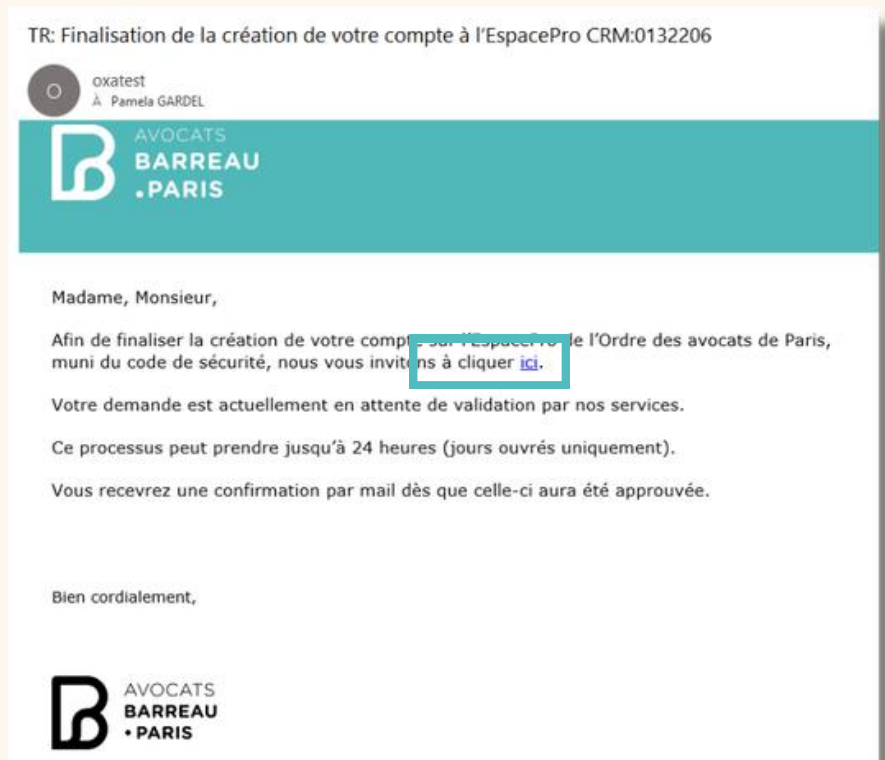 TR: Finalisation de la création de votre compte à l'EspacePro CRM:0132206
O
oxatest
À Pamela GARDEL
AVOCATS
BARREAU
.PARIS
Madame, Monsieur,
Afin de finaliser la création de votre compte sur l'EspacePro de l'Ordre des avocats de Paris,
muni du code de sécurité, nous vous invitons à cliquer ici.
Votre demande est actuellement en attente de validation par nos services.
Ce processus peut prendre jusqu'à 24 heures (jours ouvrés uniquement).
Vous recevrez une confirmation par mail dès que celle-ci aura été approuvée.
Bien cordialement,
AVOCATS
BARREAU
• PARIS